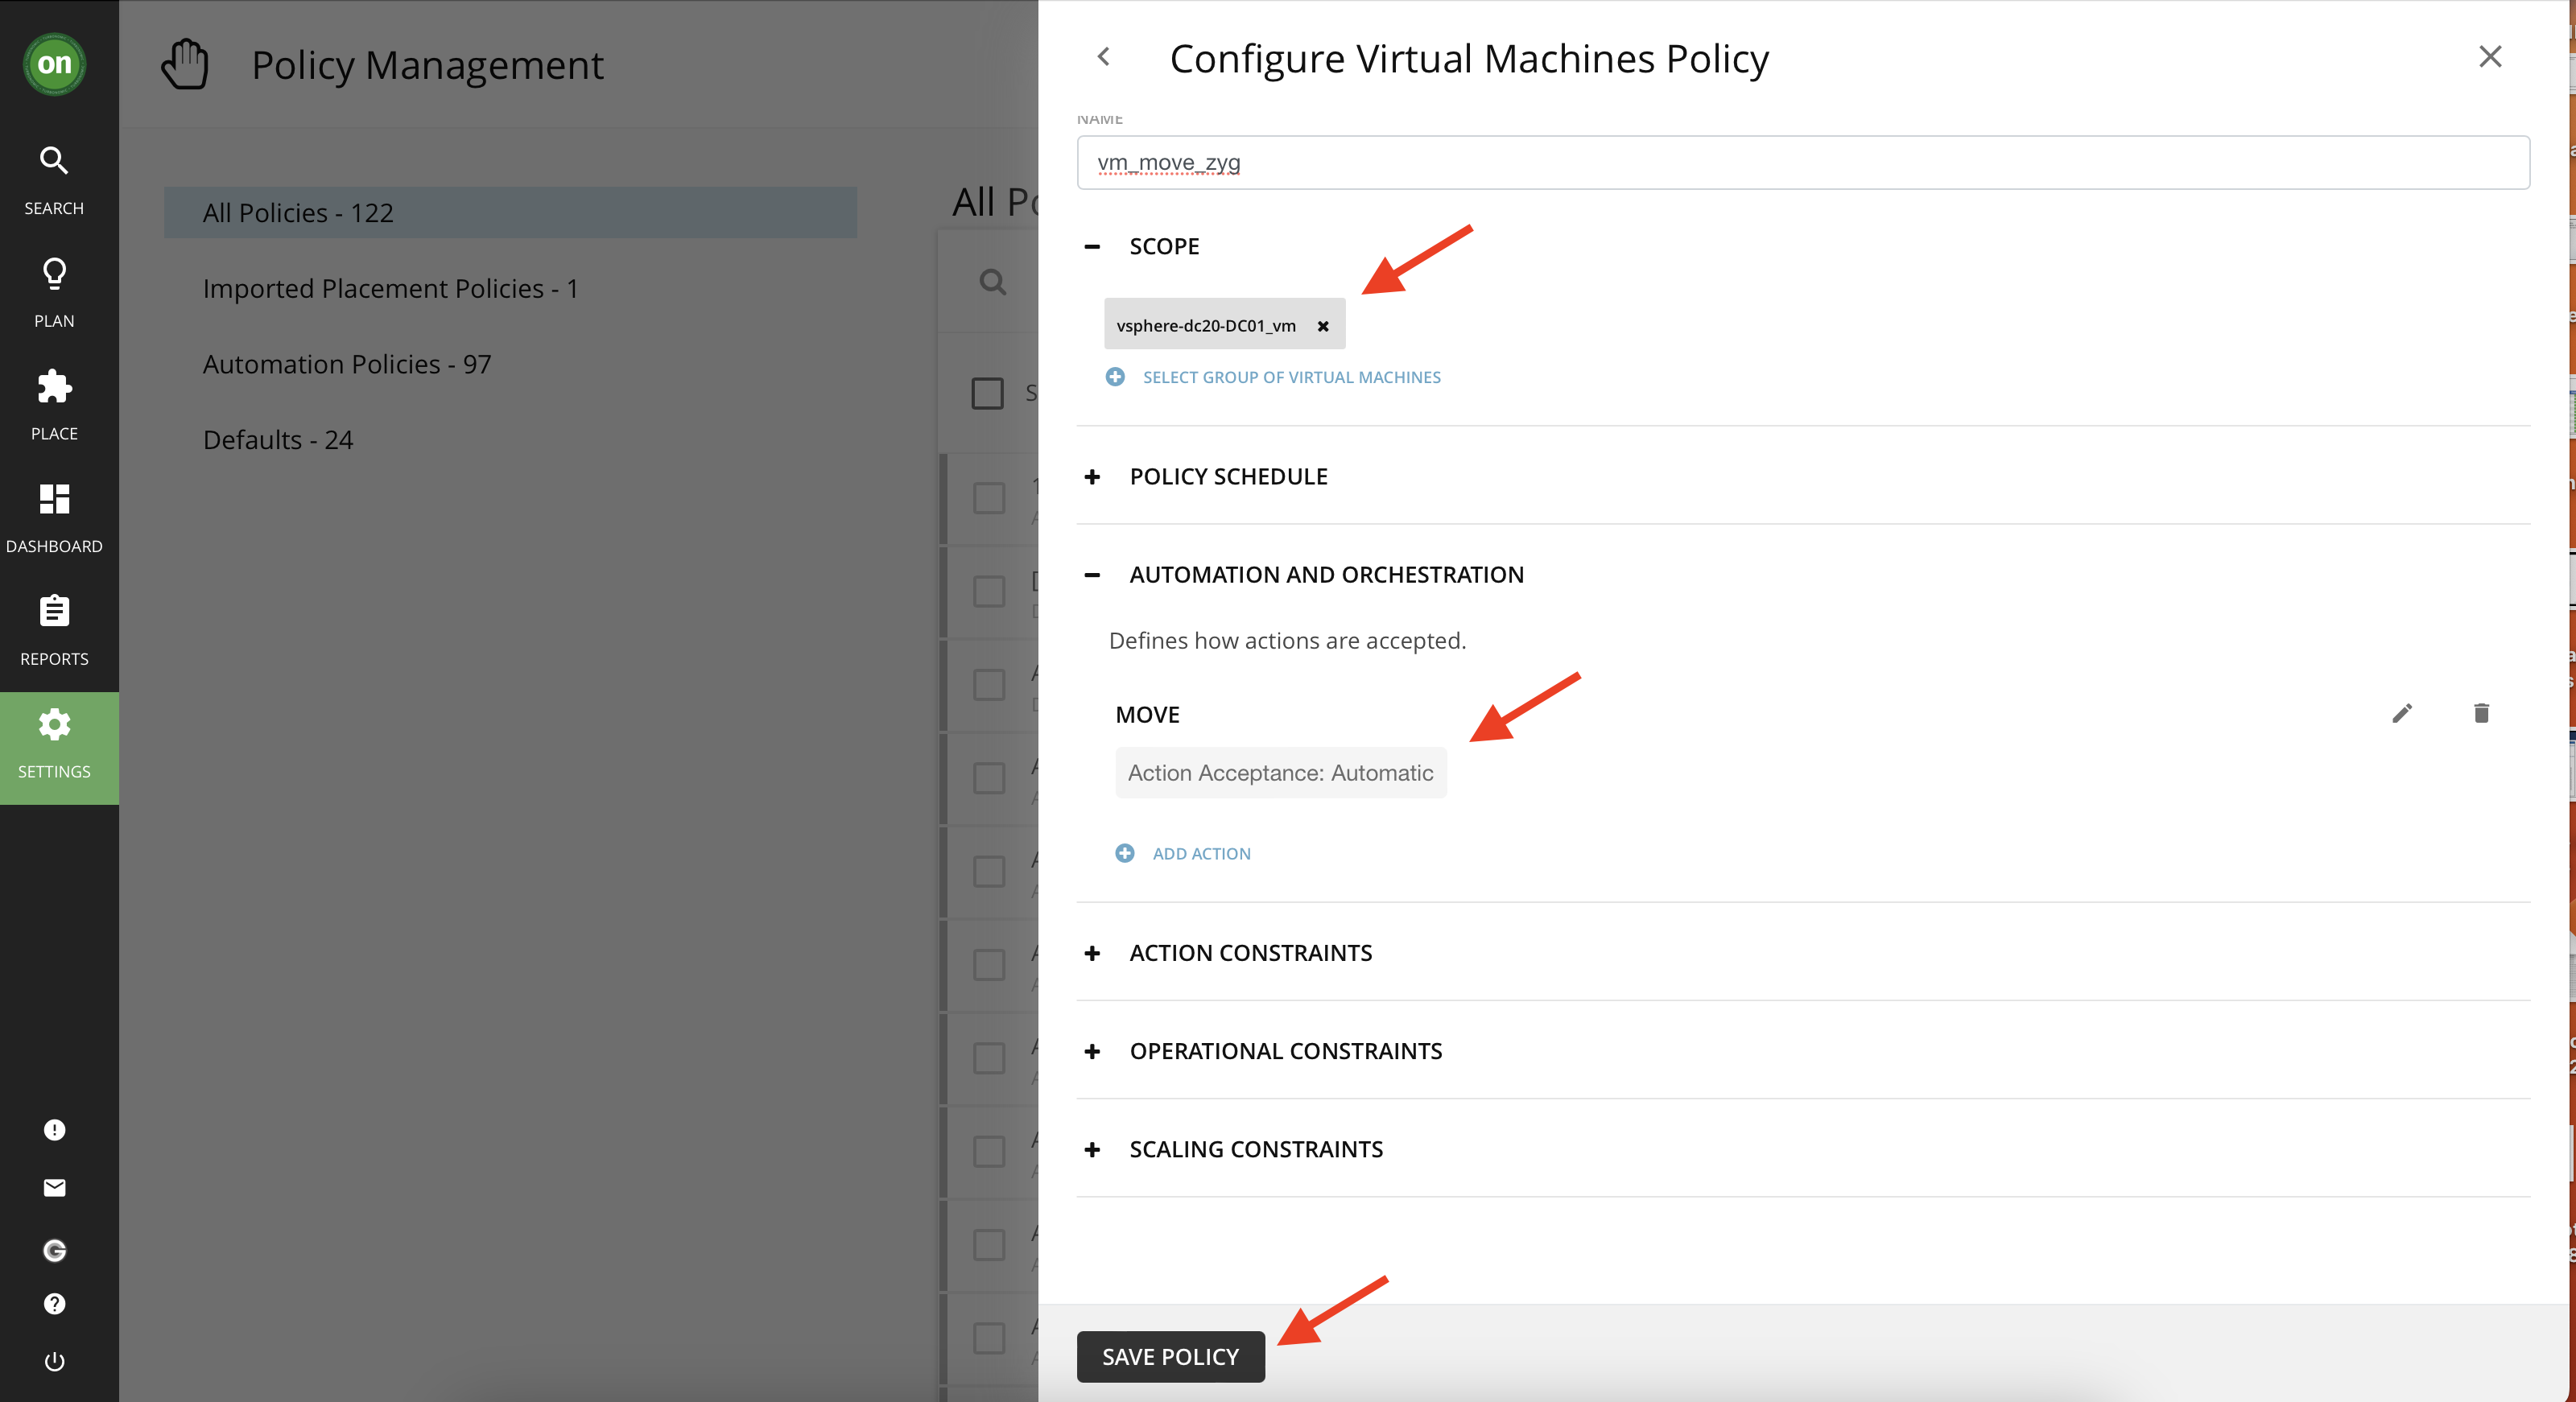 on
SEARCH
PLAN
PLACE
DASHBOARD
REPORTS
SETTINGS
Policy Management
All Policies - 122
Imported Placement Policies - 1
Automation Policies - 97
Defaults - 24
All
Configure Virtual Machines Policy
NAME
vm_move_zyg
SCOPE
vsphere-dc20-DC01_vm
SELECT GROUP OF VIRTUAL MACHINES
POLICY SCHEDULE
AUTOMATION AND ORCHESTRATION
Defines how actions are accepted.
MOVE
Action Acceptance: Automatic
ADD ACTION
ACTION CONSTRAINTS
OPERATIONAL CONSTRAINTS
SCALING CONSTRAINTS
SAVE POLICY